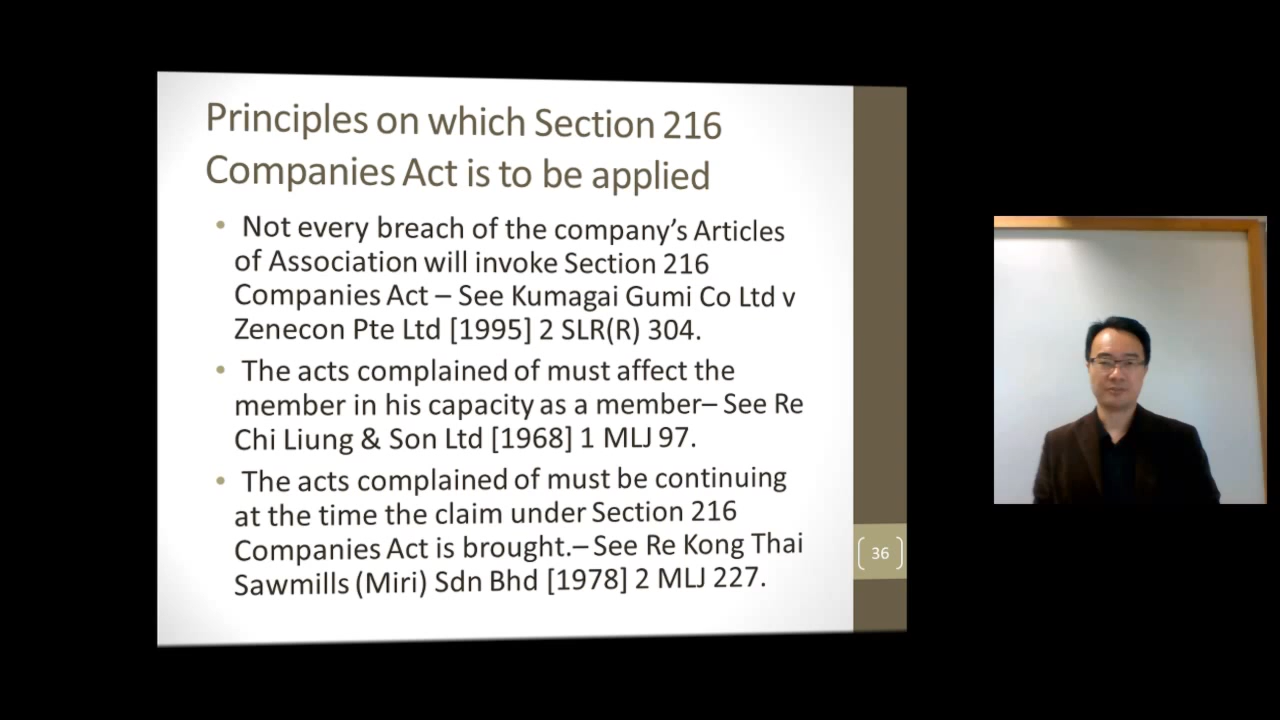 Principles on which Section 216
Companies Act is to be applied
• Not every breach of the company’s Articles
of Association will invoke Section 216
Companies Act – See Kumagai Gumi Co Ltd v
Zenecon Pte Ltd [1995] 2 SLR(R) 304.
• The acts complained of must affect the
member in his capacity as a member– See Re
Chi Liung & Son Ltd [1968] 1 MLJ 97.
• The acts complained of must be continuing
at the time the claim under Section 216
Companies Act is brought.– See Re Kong Thai
Sawmills (Miri) Sdn Bhd [1978] 2 MLJ 227.
36